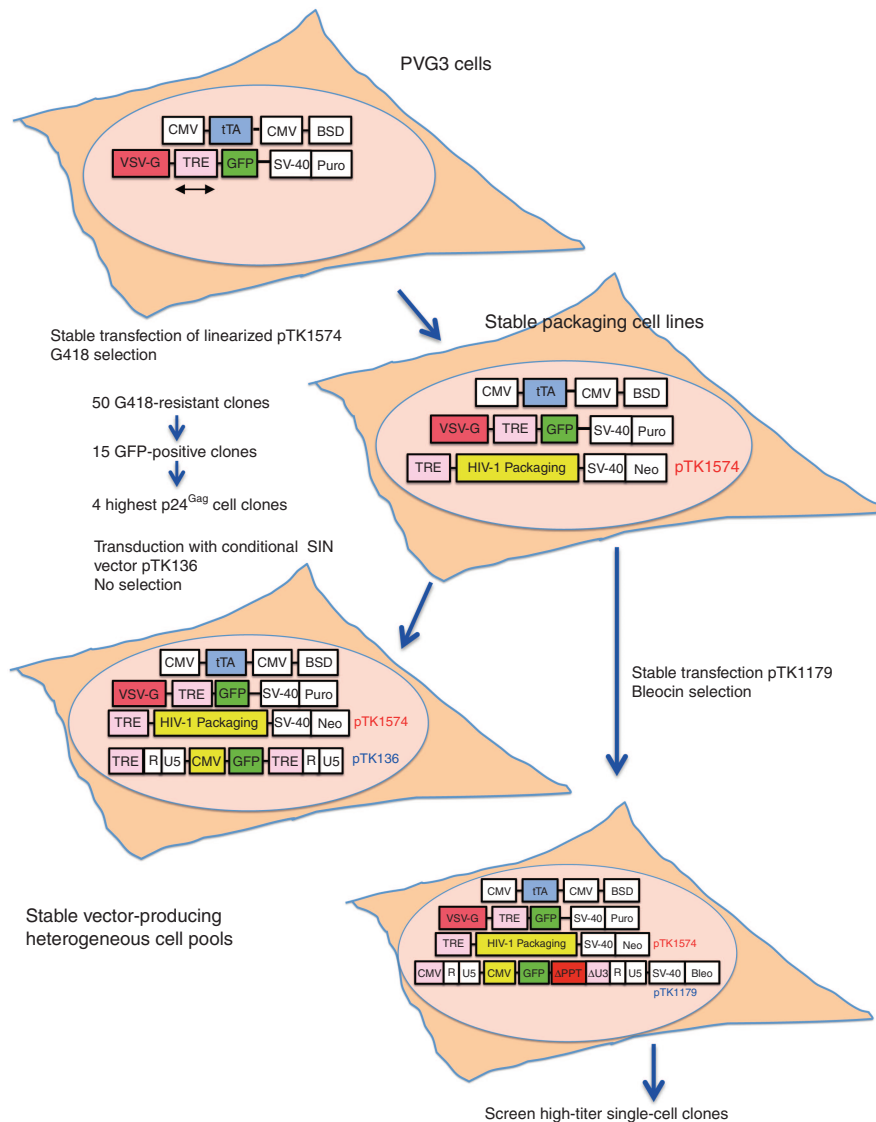 PVG3 cells
CMV tTA CMV BSD
VSV-G TRE GFP SV-40 Puro
Stable transfection of linearized pTK1574
G418 selection
50 G418-resistant clones
15 GFP-positive clones
4 highest p24Gag cell clones
Transduction with conditional SIN
vector pTK136
No selection
Stable packaging cell lines
CMV tTA CMV BSD
VSV-G TRE GFP SV-40 Puro
TRE HIV-1 Packaging SV-40 Neo pTK1574
CMV tTA CMV BSD
VSV-G TRE GFP SV-40 Puro
TRE HIV-1 Packaging SV-40 Neo pTK1574
TRE R U5 CMV GFP TRE R U5 pTK136
Stable transfection pTK1179
Bleocin selection
Stable vector-producing
heterogeneous cell pools
CMV tTA CMV BSD
VSV-G TRE GFP SV-40 Puro
TRE HIV-1 Packaging SV-40 Neo pTK1574
CMV R U5 CMV GFP ΔPPT ΔU3 R U5 SV-40 Bleo
pTK1179
Screen high-titer single-cell clones